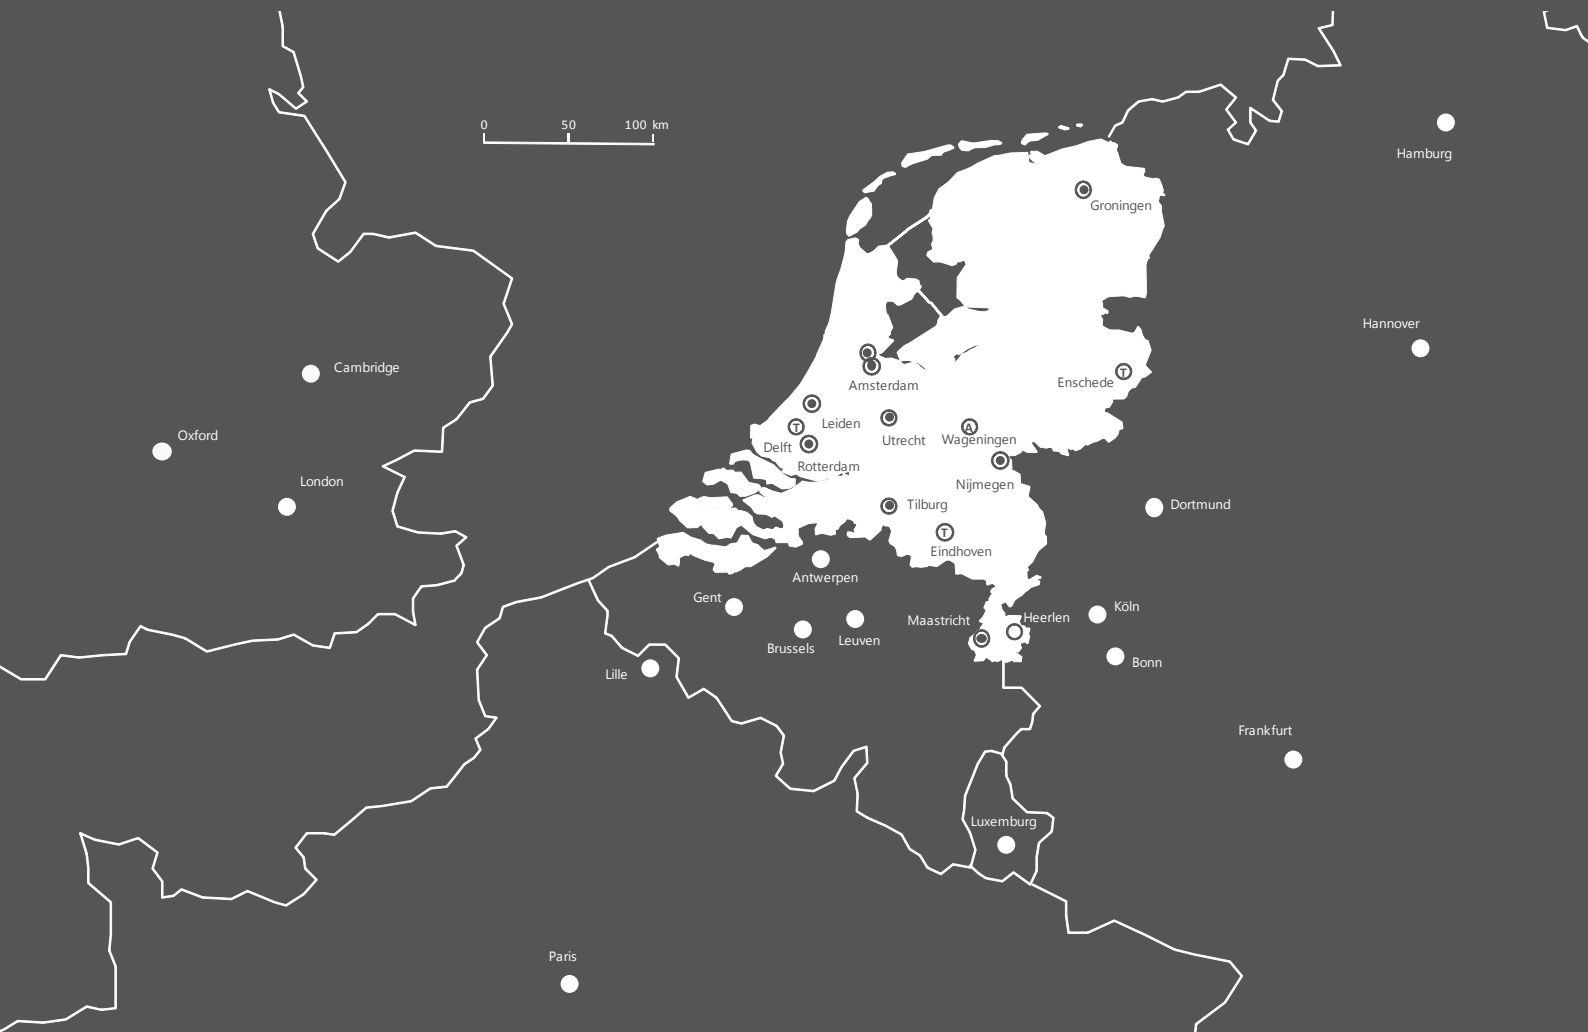 0 50 100 km
Hamburg
Groningen
Hannover
Cambridge
Amsterdam
Enschede
Leiden
Oxford
T
T
A
Delft
Utrecht
Wageningen
Rotterdam
London
Nijmegen
Tilburg
Dortmund
T
Eindhoven
Antwerpen
Gent
Köln
Maastricht
Heerlen
Brussels
Leuven
Bonn
Lille
Frankfurt
Luxemburg
Paris